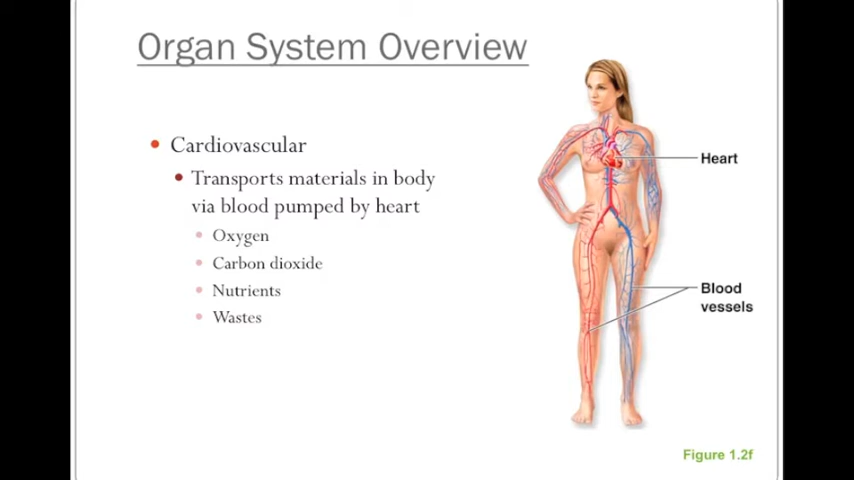 Organ System Overview
Cardiovascular
Transports materials in body
via blood pumped by heart
Oxygen
Carbon dioxide
Nutrients
Wastes
Heart
Blood
vessels
Figure 1.2f